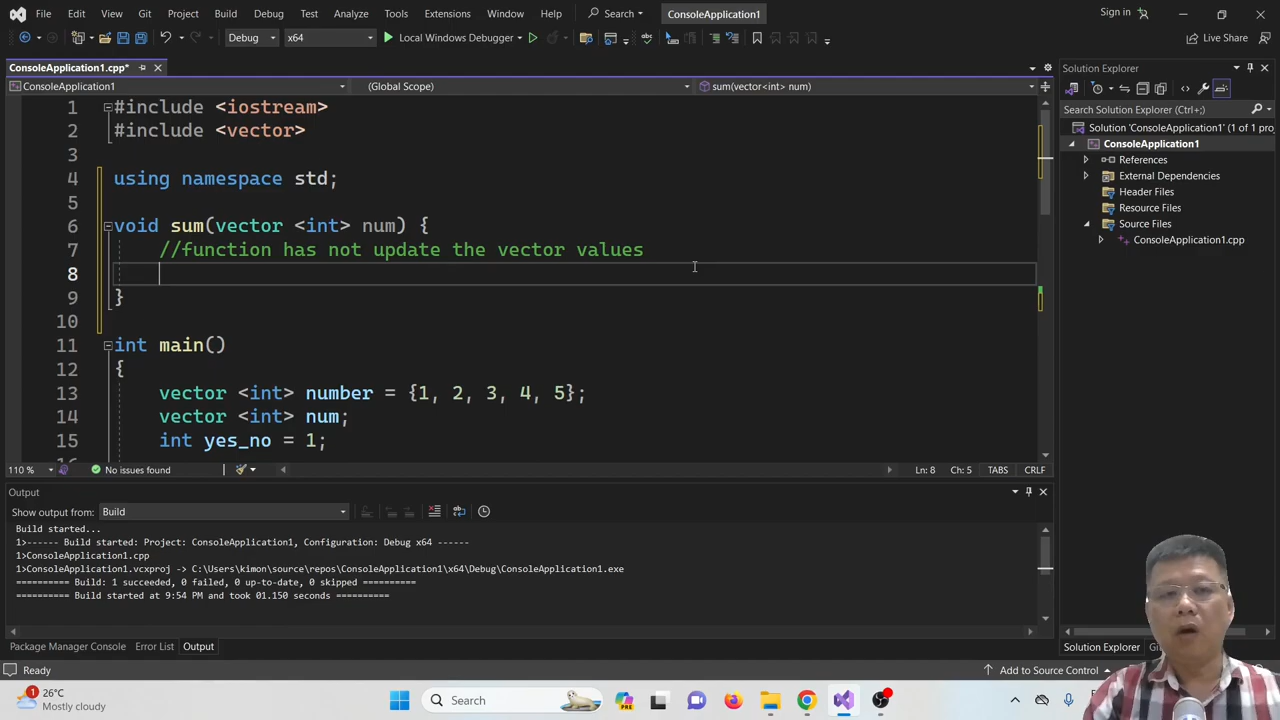 File Edit View Git Project Build Debug Test Analyze Tools Extensions Window Help Search ConsoleApplication1 Sign in
Debug x64 Local Windows Debugger Live Share
ConsoleApplication1.cpp*
ConsoleApplication1 (Global Scope) sum(vector<int> num)
1 #include <iostream>
2 #include <vector>
3
4 using namespace std;
5
6 void sum(vector <int> num) {
7 //function has not update the vector values
8
9 }
10
11 int main()
12 {
13 vector <int> number = {1, 2, 3, 4, 5};
14 vector <int> num;
15 int yes_no = 1;
110 % No issues found Ln: 8 Ch: 5 TABS CRLF
Solution Explorer
Search Solution Explorer (Ctrl+;)
Solution 'ConsoleApplication1' (1 of 1 pro
ConsoleApplication1
References
External Dependencies
Header Files
Resource Files
Source Files
ConsoleApplication1.cpp
Output
Show output from: Build
Build started...
1>------ Build started: Project: ConsoleApplication1, Configuration: Debug x64 ------
1>ConsoleApplication1.cpp
1>ConsoleApplication1.vcxproj -> C:\Users\kimon\source\repos\ConsoleApplication1\x64\Debug\ConsoleApplication1.exe
========== Build: 1 succeeded, 0 failed, 0 up-to-date, 0 skipped ==========
========== Build started at 9:54 PM and took 01.150 seconds ==========
Package Manager Console Error List Output
Solution Explorer
Ready Add to Source Control
1 26°C
Mostly cloudy
Search
PRE